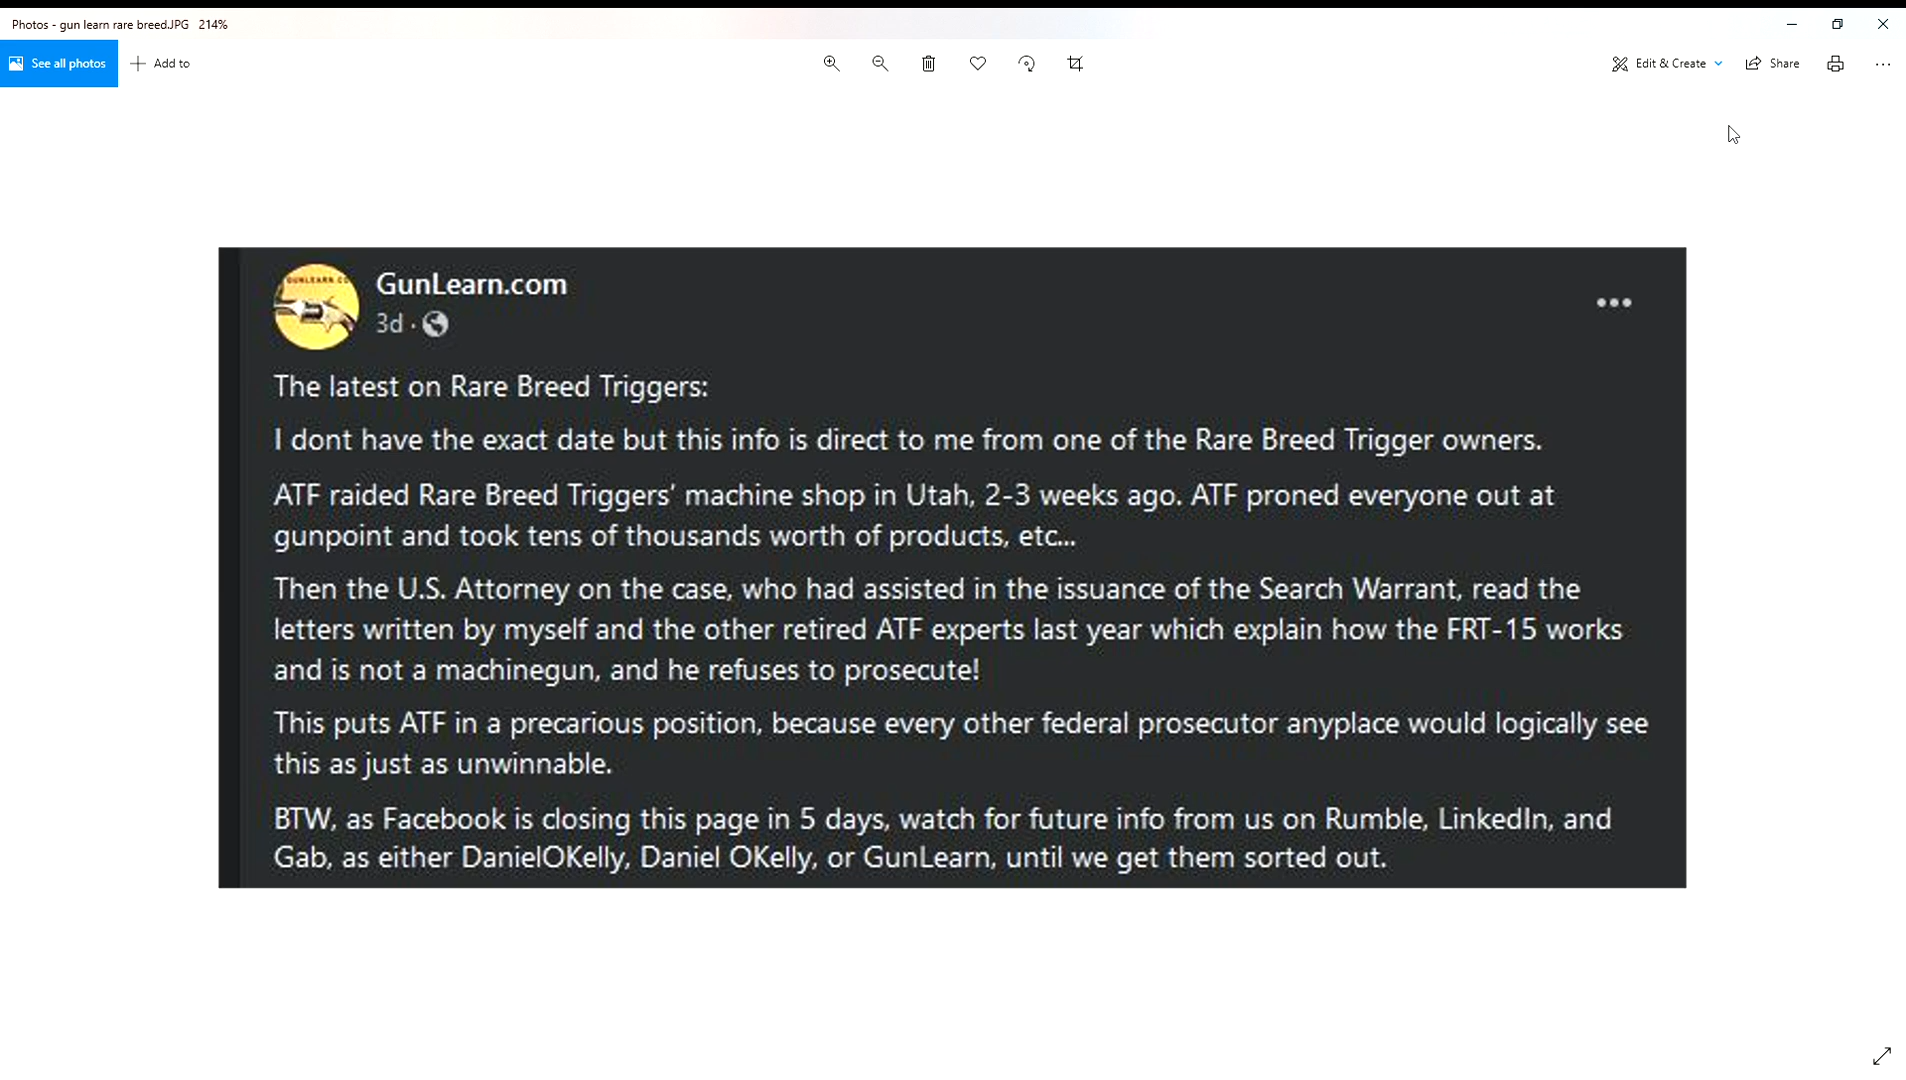 Photos - gun learn rare breed.JPG 214%
See all photos
Add to
Edit & Create
Share
GUNLEARN.CO
GunLearn.com
3d ·
The latest on Rare Breed Triggers:
I dont have the exact date but this info is direct to me from one of the Rare Breed Trigger owners.
ATF raided Rare Breed Triggers' machine shop in Utah, 2-3 weeks ago. ATF proned everyone out at
gunpoint and took tens of thousands worth of products, etc...
Then the U.S. Attorney on the case, who had assisted in the issuance of the Search Warrant, read the
letters written by myself and the other retired ATF experts last year which explain how the FRT-15 works
and is not a machinegun, and he refuses to prosecute!
This puts ATF in a precarious position, because every other federal prosecutor anyplace would logically see
this as just as unwinnable.
BTW, as Facebook is closing this page in 5 days, watch for future info from us on Rumble, LinkedIn, and
Gab, as either DanielOKelly, Daniel OKelly, or GunLearn, until we get them sorted out.